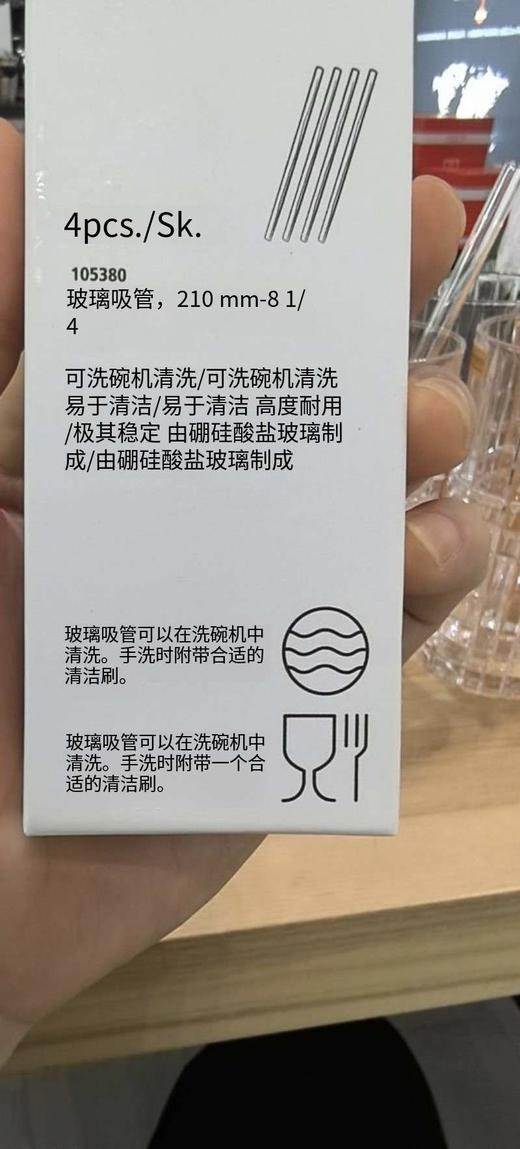 4pcs./Sk.
105380
玻璃吸管，210 mm-8 1/
4
可洗碗机清洗/可洗碗机清洗
易于清洁/易于清洁 高度耐用
/极其稳定 由硼硅酸盐玻璃制
成/由硼硅酸盐玻璃制成
玻璃吸管可以在洗碗机中
清洗。手洗时附带合适的
清洁刷。
玻璃吸管可以在洗碗机中
清洗。手洗时附带一个合
适的清洁刷。